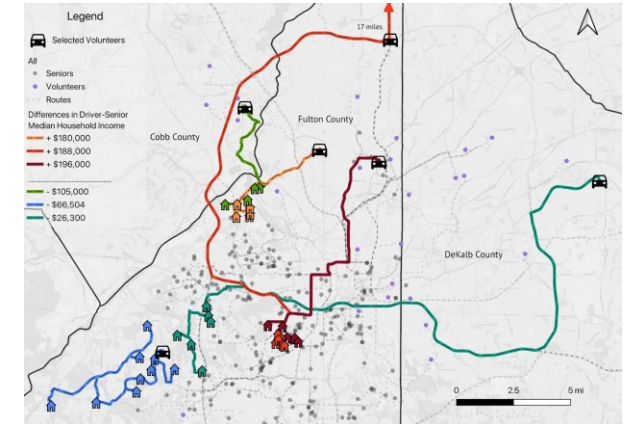 Legend
Selected Volunteers
All
Seniors
Volunteers
Routes
Differences in Driver-Senior
Median Household Income
+ $180,000
+ $188,000
+ $196,000
- $105,000
- $66,504
- $26,300
17 miles
Cobb County
Fulton County
DeKalb County
0 2.5 5 mi